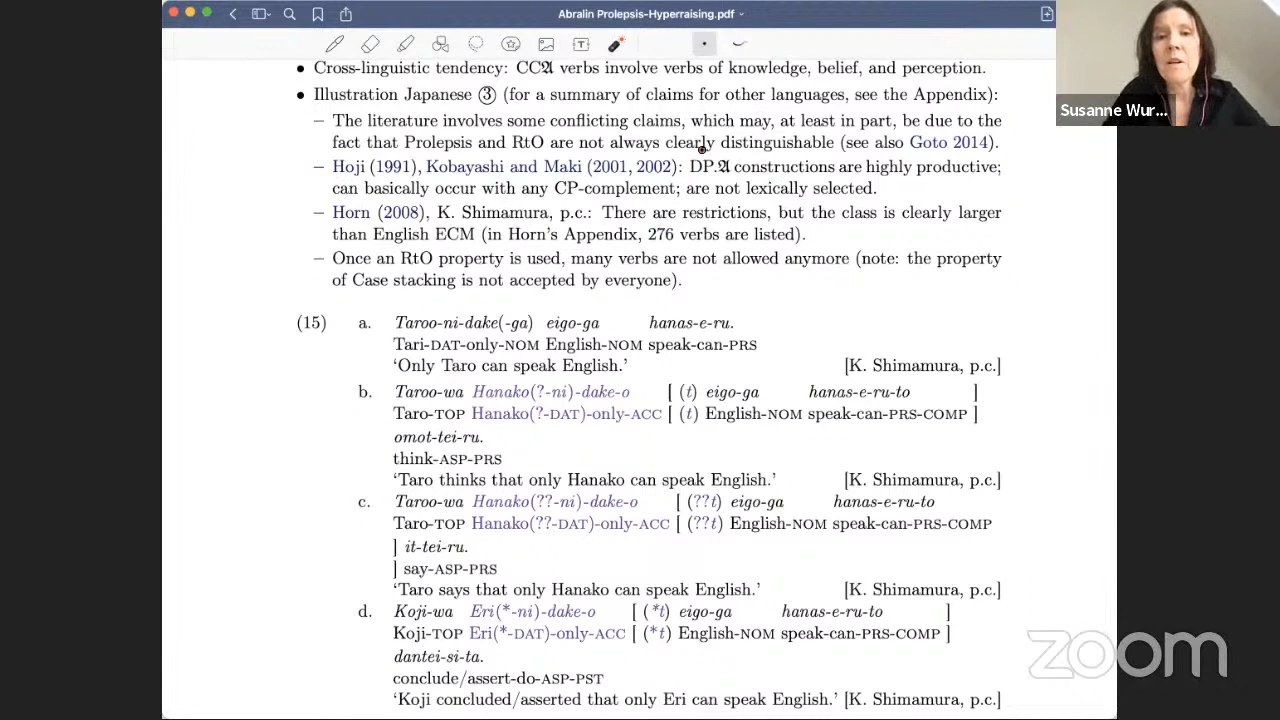 Abralin Prolepsis-Hyperraising.pdf
Susanne Wur...
• Cross-linguistic tendency: CC𝔄 verbs involve verbs of knowledge, belief, and perception.
• Illustration Japanese ③ (for a summary of claims for other languages, see the Appendix):
– The literature involves some conflicting claims, which may, at least in part, be due to the
fact that Prolepsis and RtO are not always clearly distinguishable (see also Goto 2014).
– Hoji (1991), Kobayashi and Maki (2001, 2002): DP.𝔄 constructions are highly productive;
can basically occur with any CP-complement; are not lexically selected.
– Horn (2008), K. Shimamura, p.c.: There are restrictions, but the class is clearly larger
than English ECM (in Horn's Appendix, 276 verbs are listed).
– Once an RtO property is used, many verbs are not allowed anymore (note: the property
of Case stacking is not accepted by everyone).
(15) a. Taroo-ni-dake(-ga) eigo-ga hanas-e-ru.
Tari-DAT-only-NOM English-NOM speak-can-PRS
‘Only Taro can speak English.’ [K. Shimamura, p.c.]
b. Taroo-wa Hanako(?-ni)-dake-o [ (t) eigo-ga hanas-e-ru-to ]
Taro-TOP Hanako(?-DAT)-only-ACC [ (t) English-NOM speak-can-PRS-COMP ]
omot-tei-ru.
think-ASP-PRS
‘Taro thinks that only Hanako can speak English.’ [K. Shimamura, p.c.]
c. Taroo-wa Hanako(??-ni)-dake-o [ (??t) eigo-ga hanas-e-ru-to
Taro-TOP Hanako(??-DAT)-only-ACC [ (??t) English-NOM speak-can-PRS-COMP
] it-tei-ru.
] say-ASP-PRS
‘Taro says that only Hanako can speak English.’ [K. Shimamura, p.c.]
d. Koji-wa Eri(*-ni)-dake-o [ (*t) eigo-ga hanas-e-ru-to ]
Koji-TOP Eri(*-DAT)-only-ACC [ (*t) English-NOM speak-can-PRS-COMP ]
dantei-si-ta.
conclude/assert-do-ASP-PST
‘Koji concluded/asserted that only Eri can speak English.’ [K. Shimamura, p.c.]
zoom